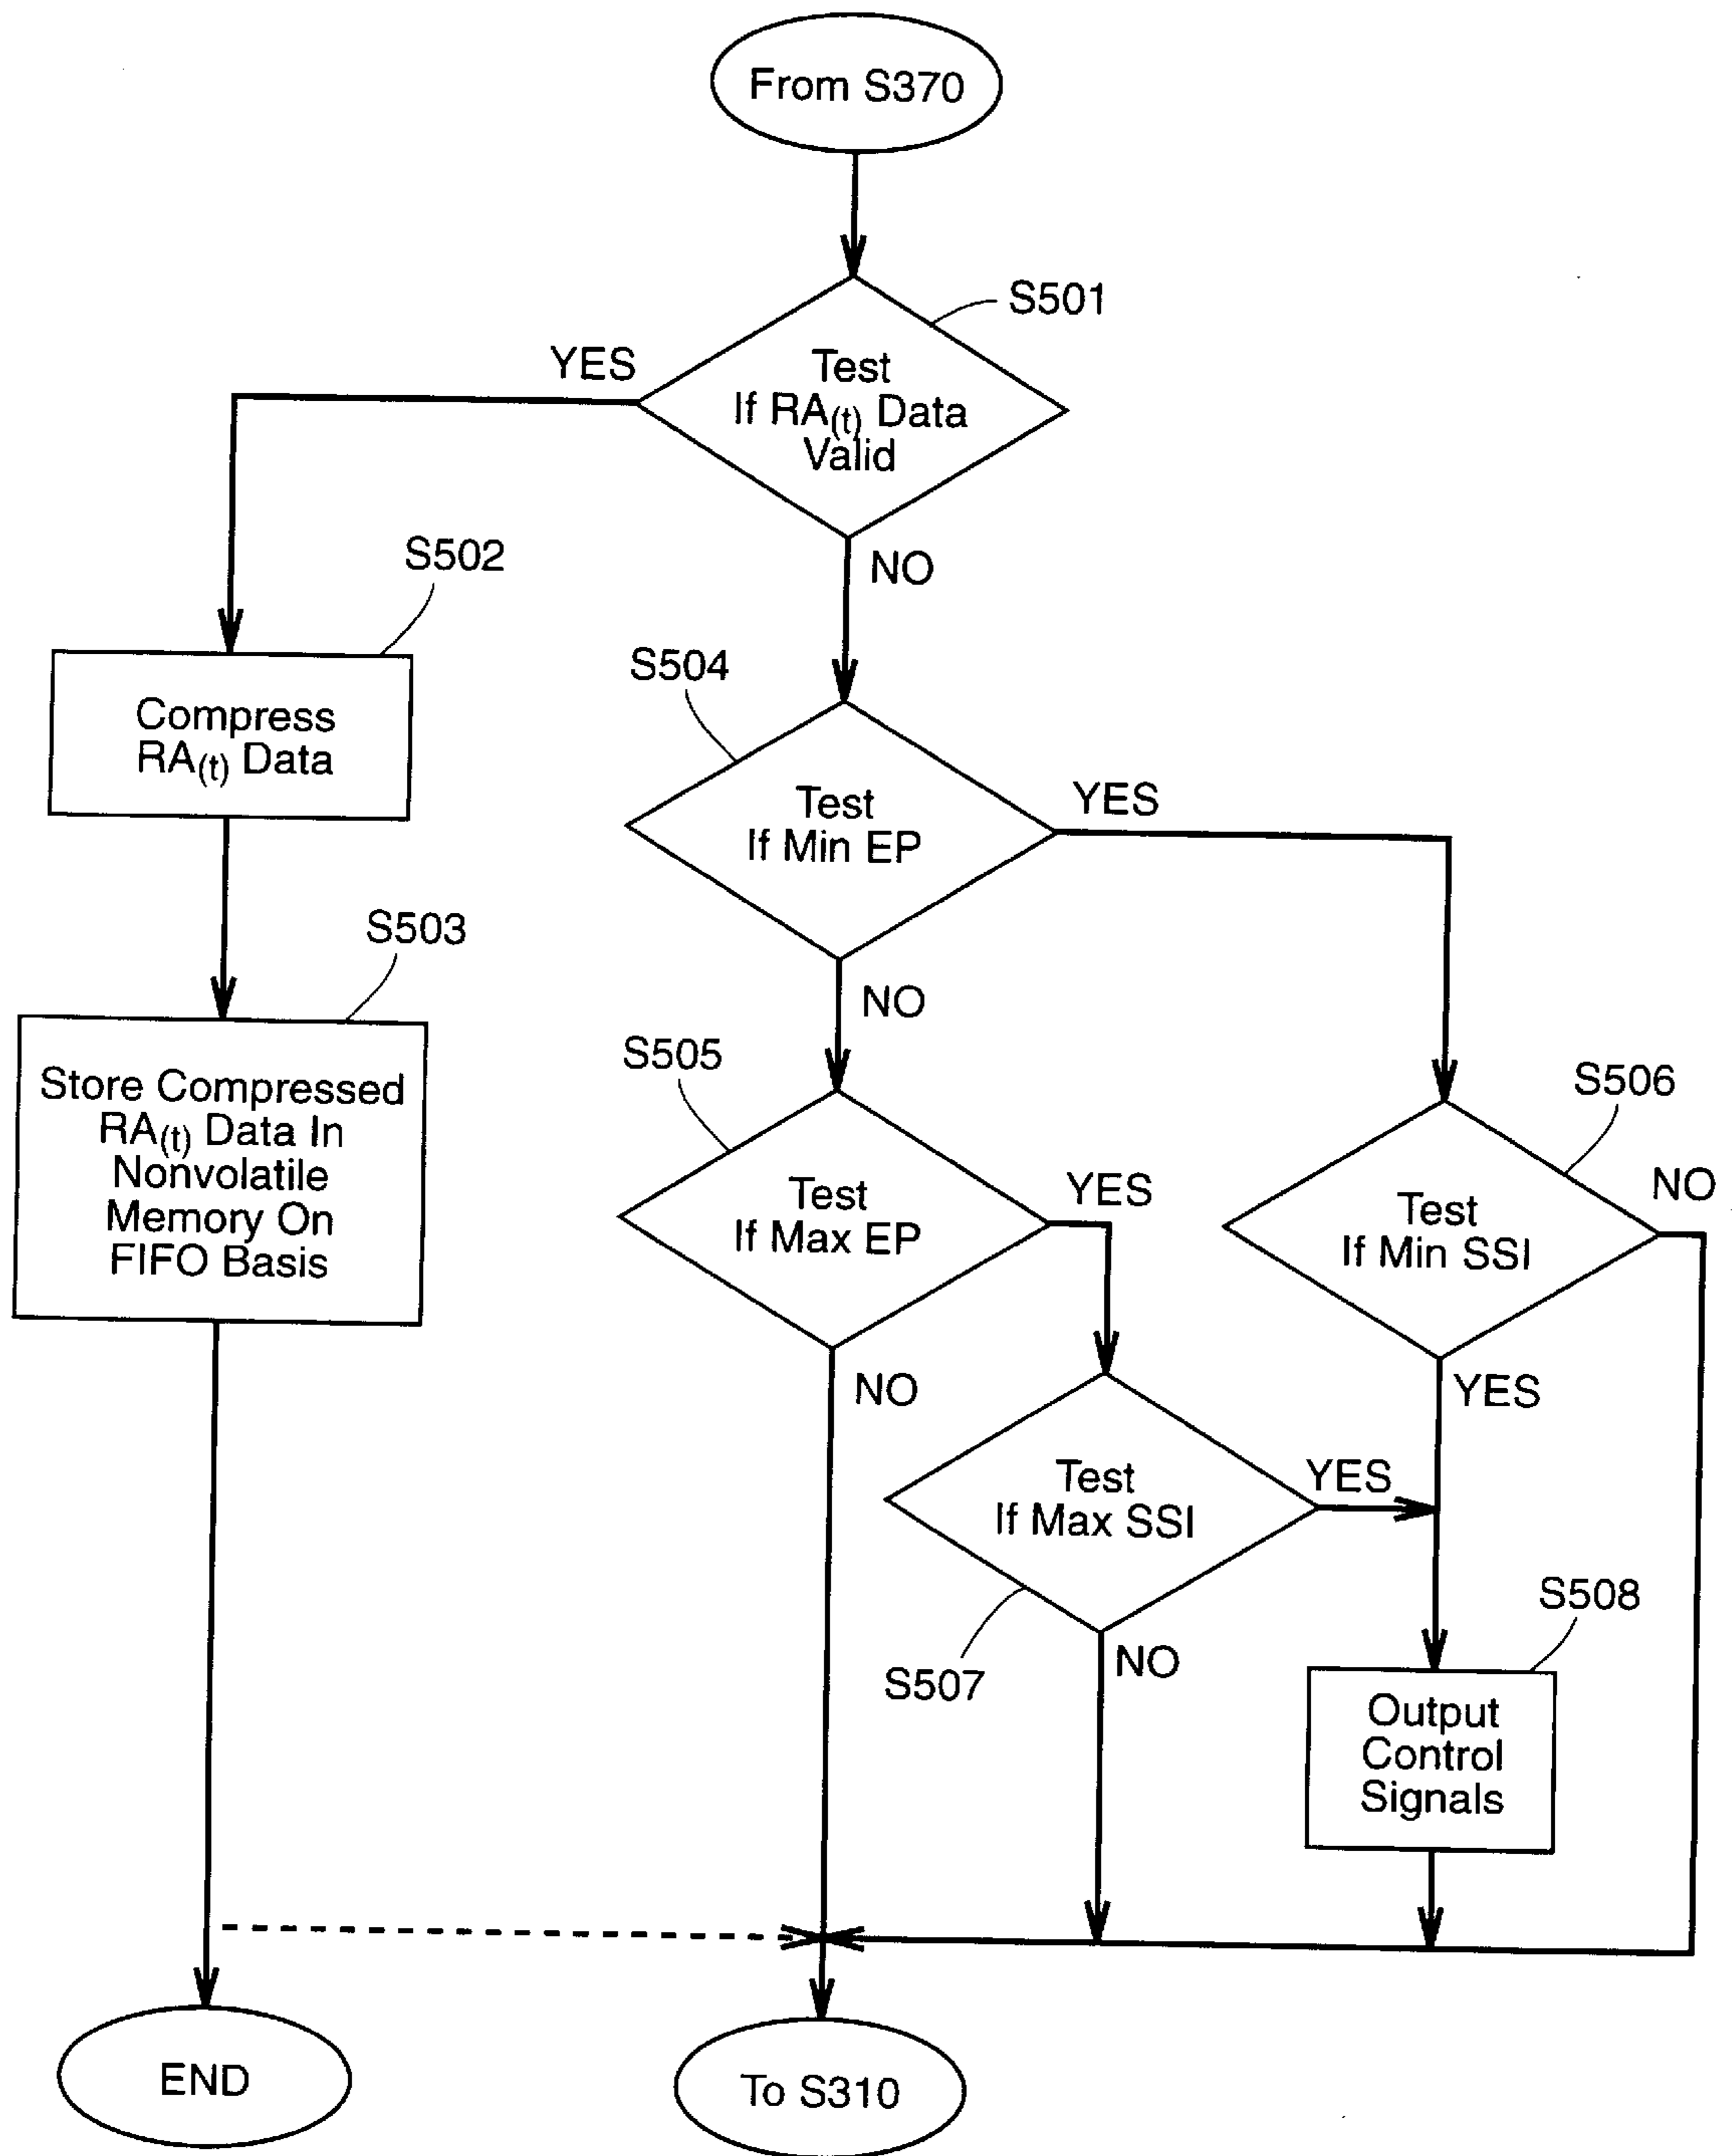 From S370
S501
YES
Test
If RA(t) Data
Valid
NO
S502
Compress
RA(t) Data
S504
Test
If Min EP
YES
NO
S503
Store Compressed
RA(t) Data In
Nonvolatile
Memory On
FIFO Basis
S505
Test
If Max EP
YES
NO
S506
Test
If Min SSI
NO
YES
Test
If Max SSI
YES
S507
NO
S508
Output
Control
Signals
END
To S310